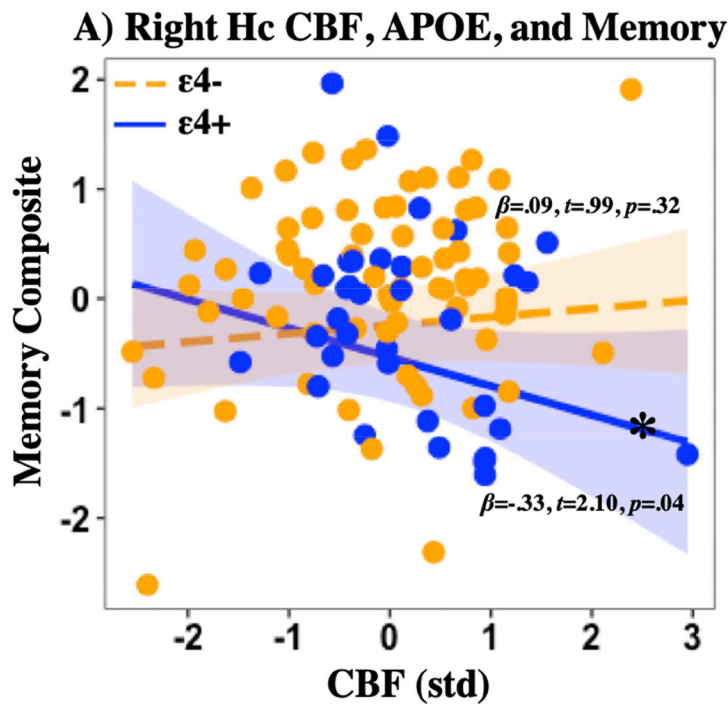 A) Right Hc CBF, APOE, and Memory
ε4-
ε4+
2
1
0
-1
-2
Memory Composite
β=.09, t=.99, p=.32
*
β=-.33, t=2.10, p=.04
-2 -1 0 1 2 3
CBF (std)